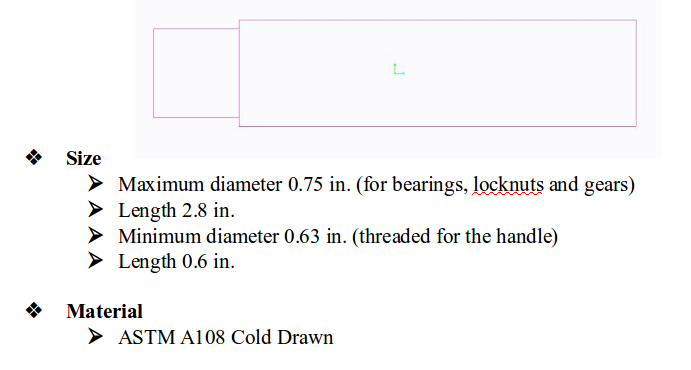 ❖ Size
➤ Maximum diameter 0.75 in. (for bearings, locknuts and gears)
➤ Length 2.8 in.
➤ Minimum diameter 0.63 in. (threaded for the handle)
➤ Length 0.6 in.
❖ Material
➤ ASTM A108 Cold Drawn